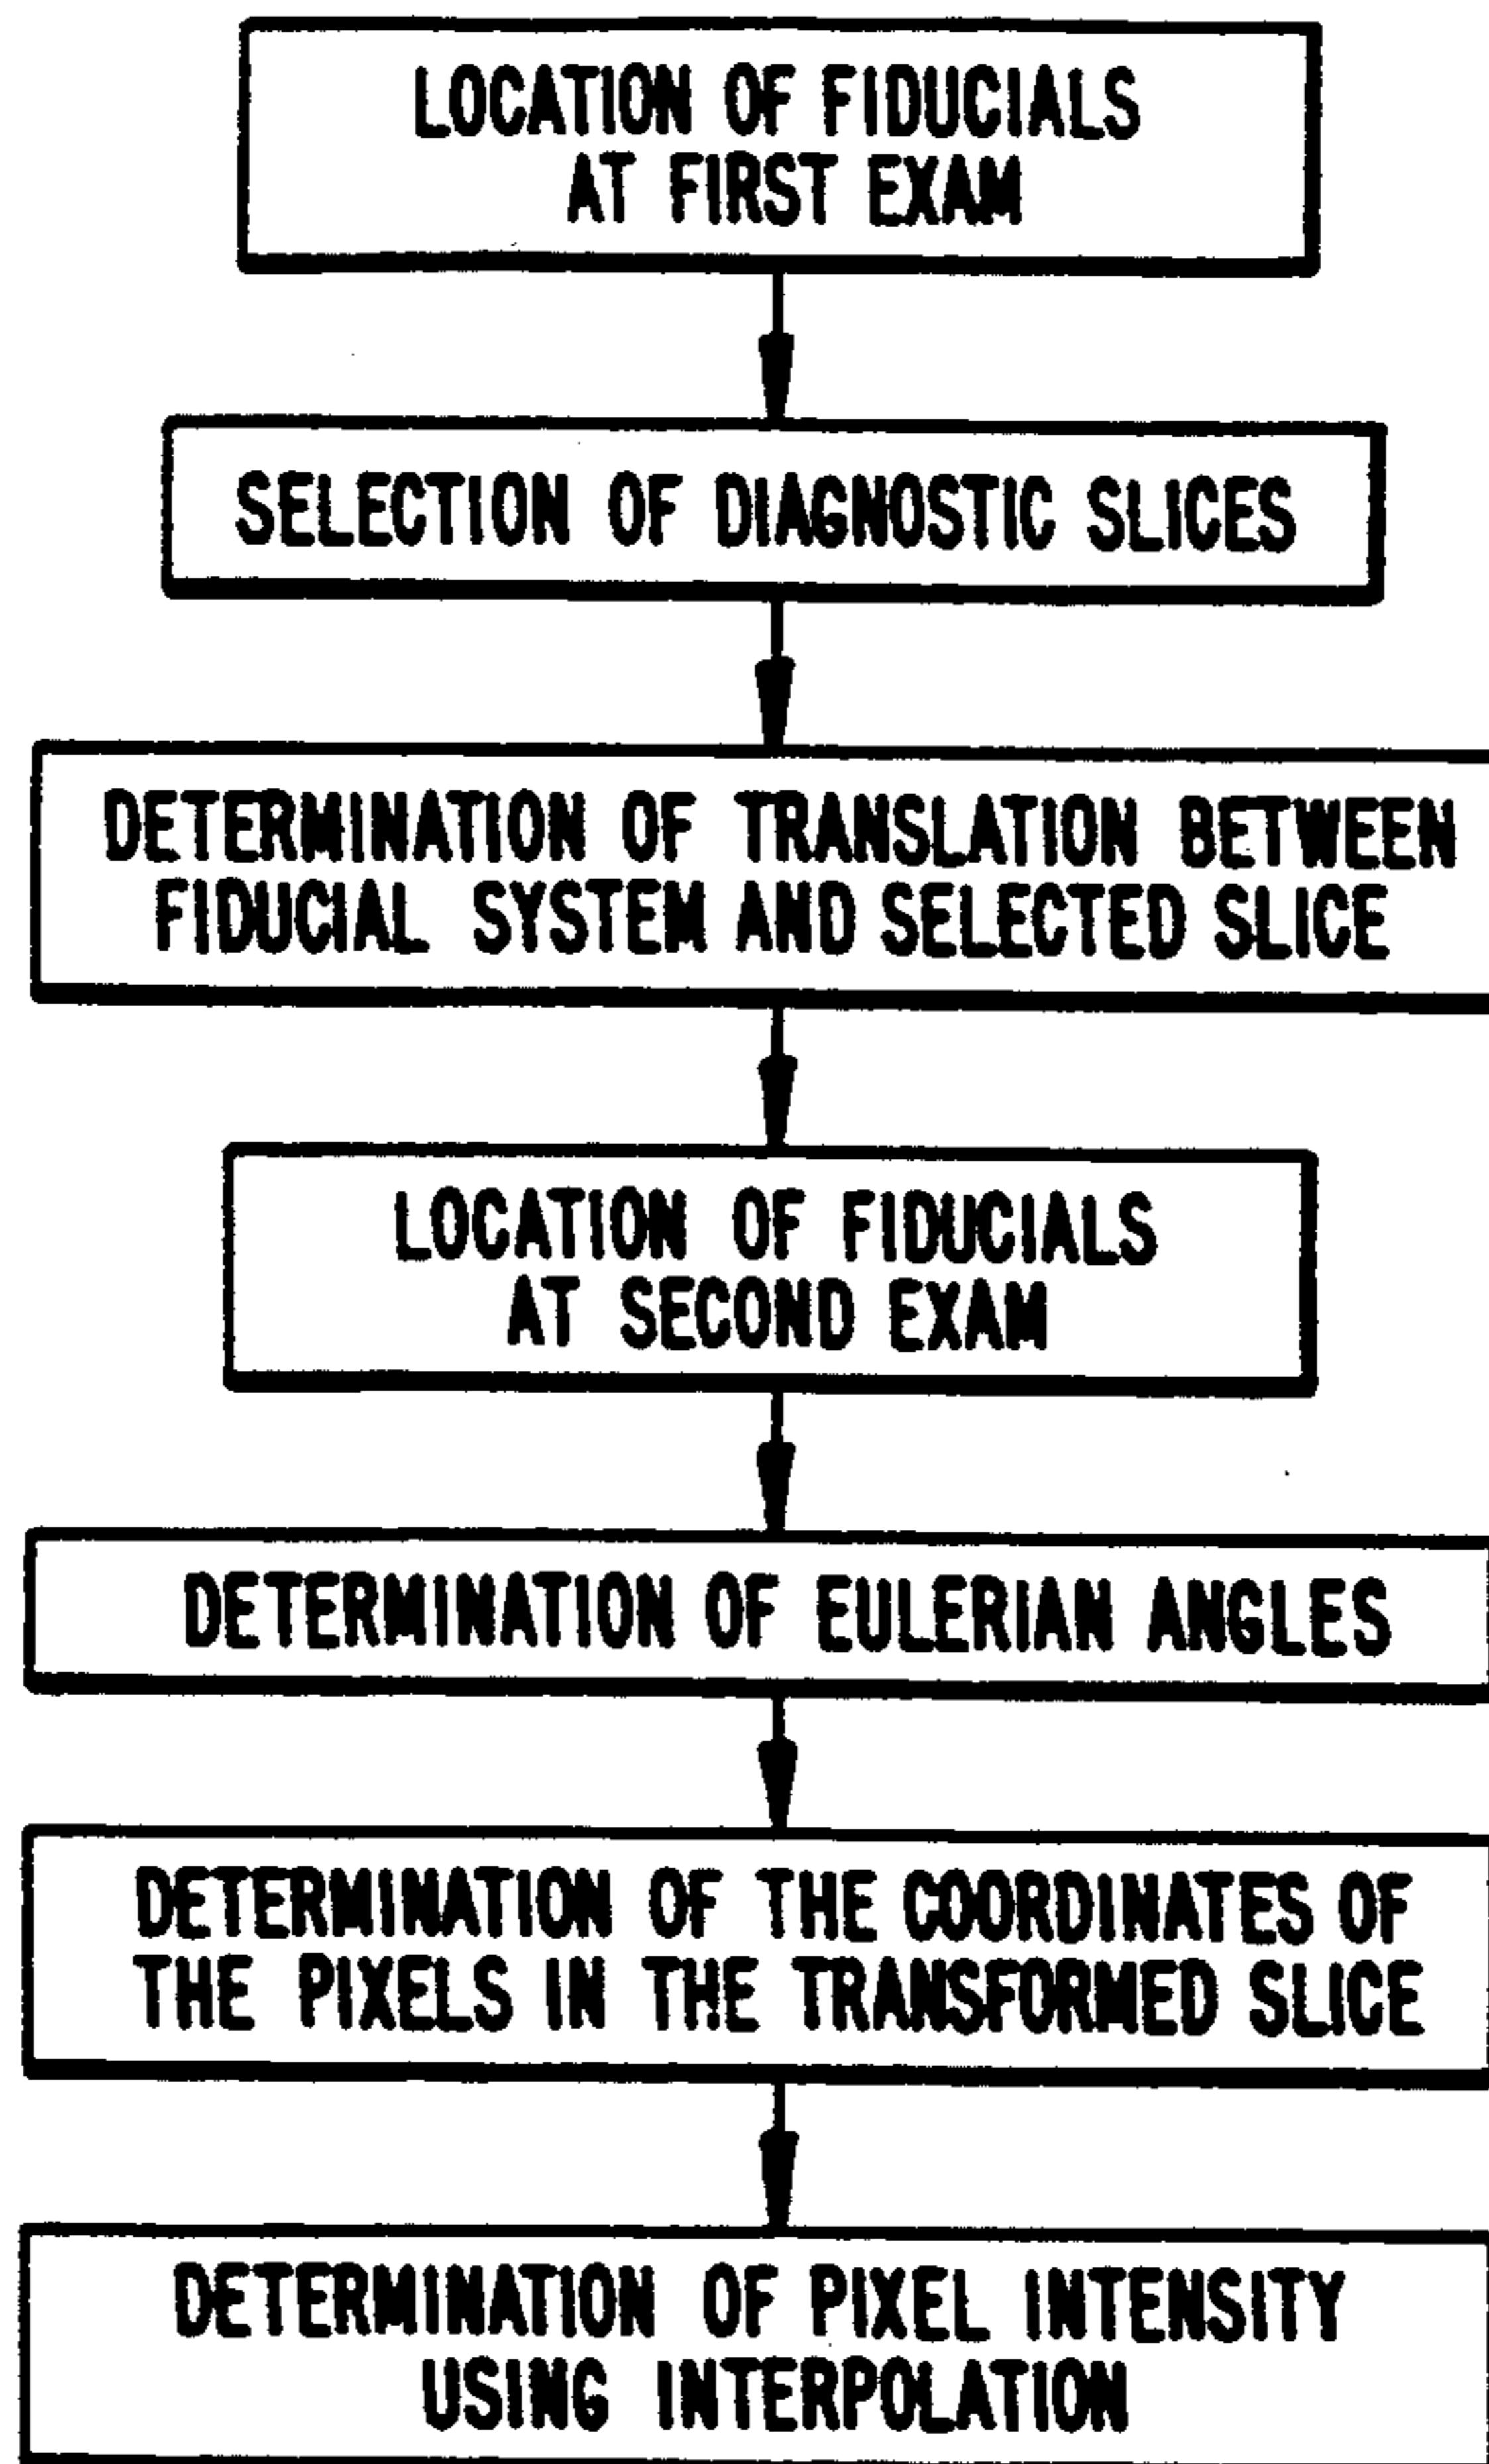 LOCATION OF FIDUCIALS
AT FIRST EXAM
SELECTION OF DIAGNOSTIC SLICES
DETERMINATION OF TRANSLATION BETWEEN
FIDUCIAL SYSTEM AND SELECTED SLICE
LOCATION OF FIDUCIALS
AT SECOND EXAM
DETERMINATION OF EULERIAN ANGLES
DETERMINATION OF THE COORDINATES OF
THE PIXELS IN THE TRANSFORMED SLICE
DETERMINATION OF PIXEL INTENSITY
USING INTERPOLATION